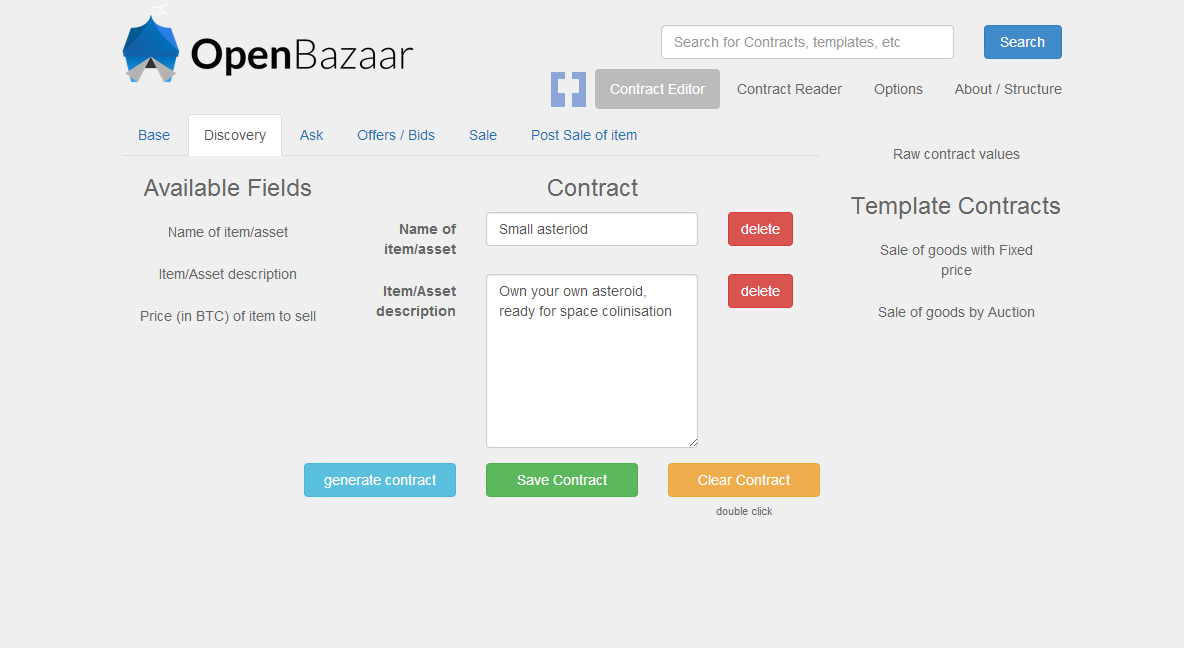 OpenBazaar
Search for Contracts, templates, etc
Search
Contract Editor
Contract Reader
Options
About / Structure
Base
Discovery
Ask
Offers / Bids
Sale
Post Sale of item
Raw contract values
Available Fields
Name of item/asset
Item/Asset description
Price (in BTC) of item to sell
Contract
Name of
item/asset
Small asteriod
delete
Item/Asset
description
Own your own asteroid,
ready for space colinisation
delete
generate contract
Save Contract
Clear Contract
double click
Template Contracts
Sale of goods with Fixed
price
Sale of goods by Auction